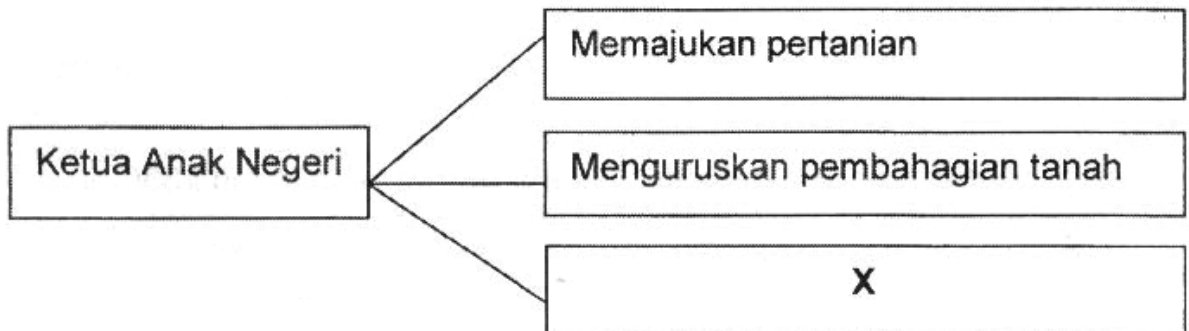 Memajukan pertanian
Ketua Anak Negeri
Menguruskan pembahagian tanah
X